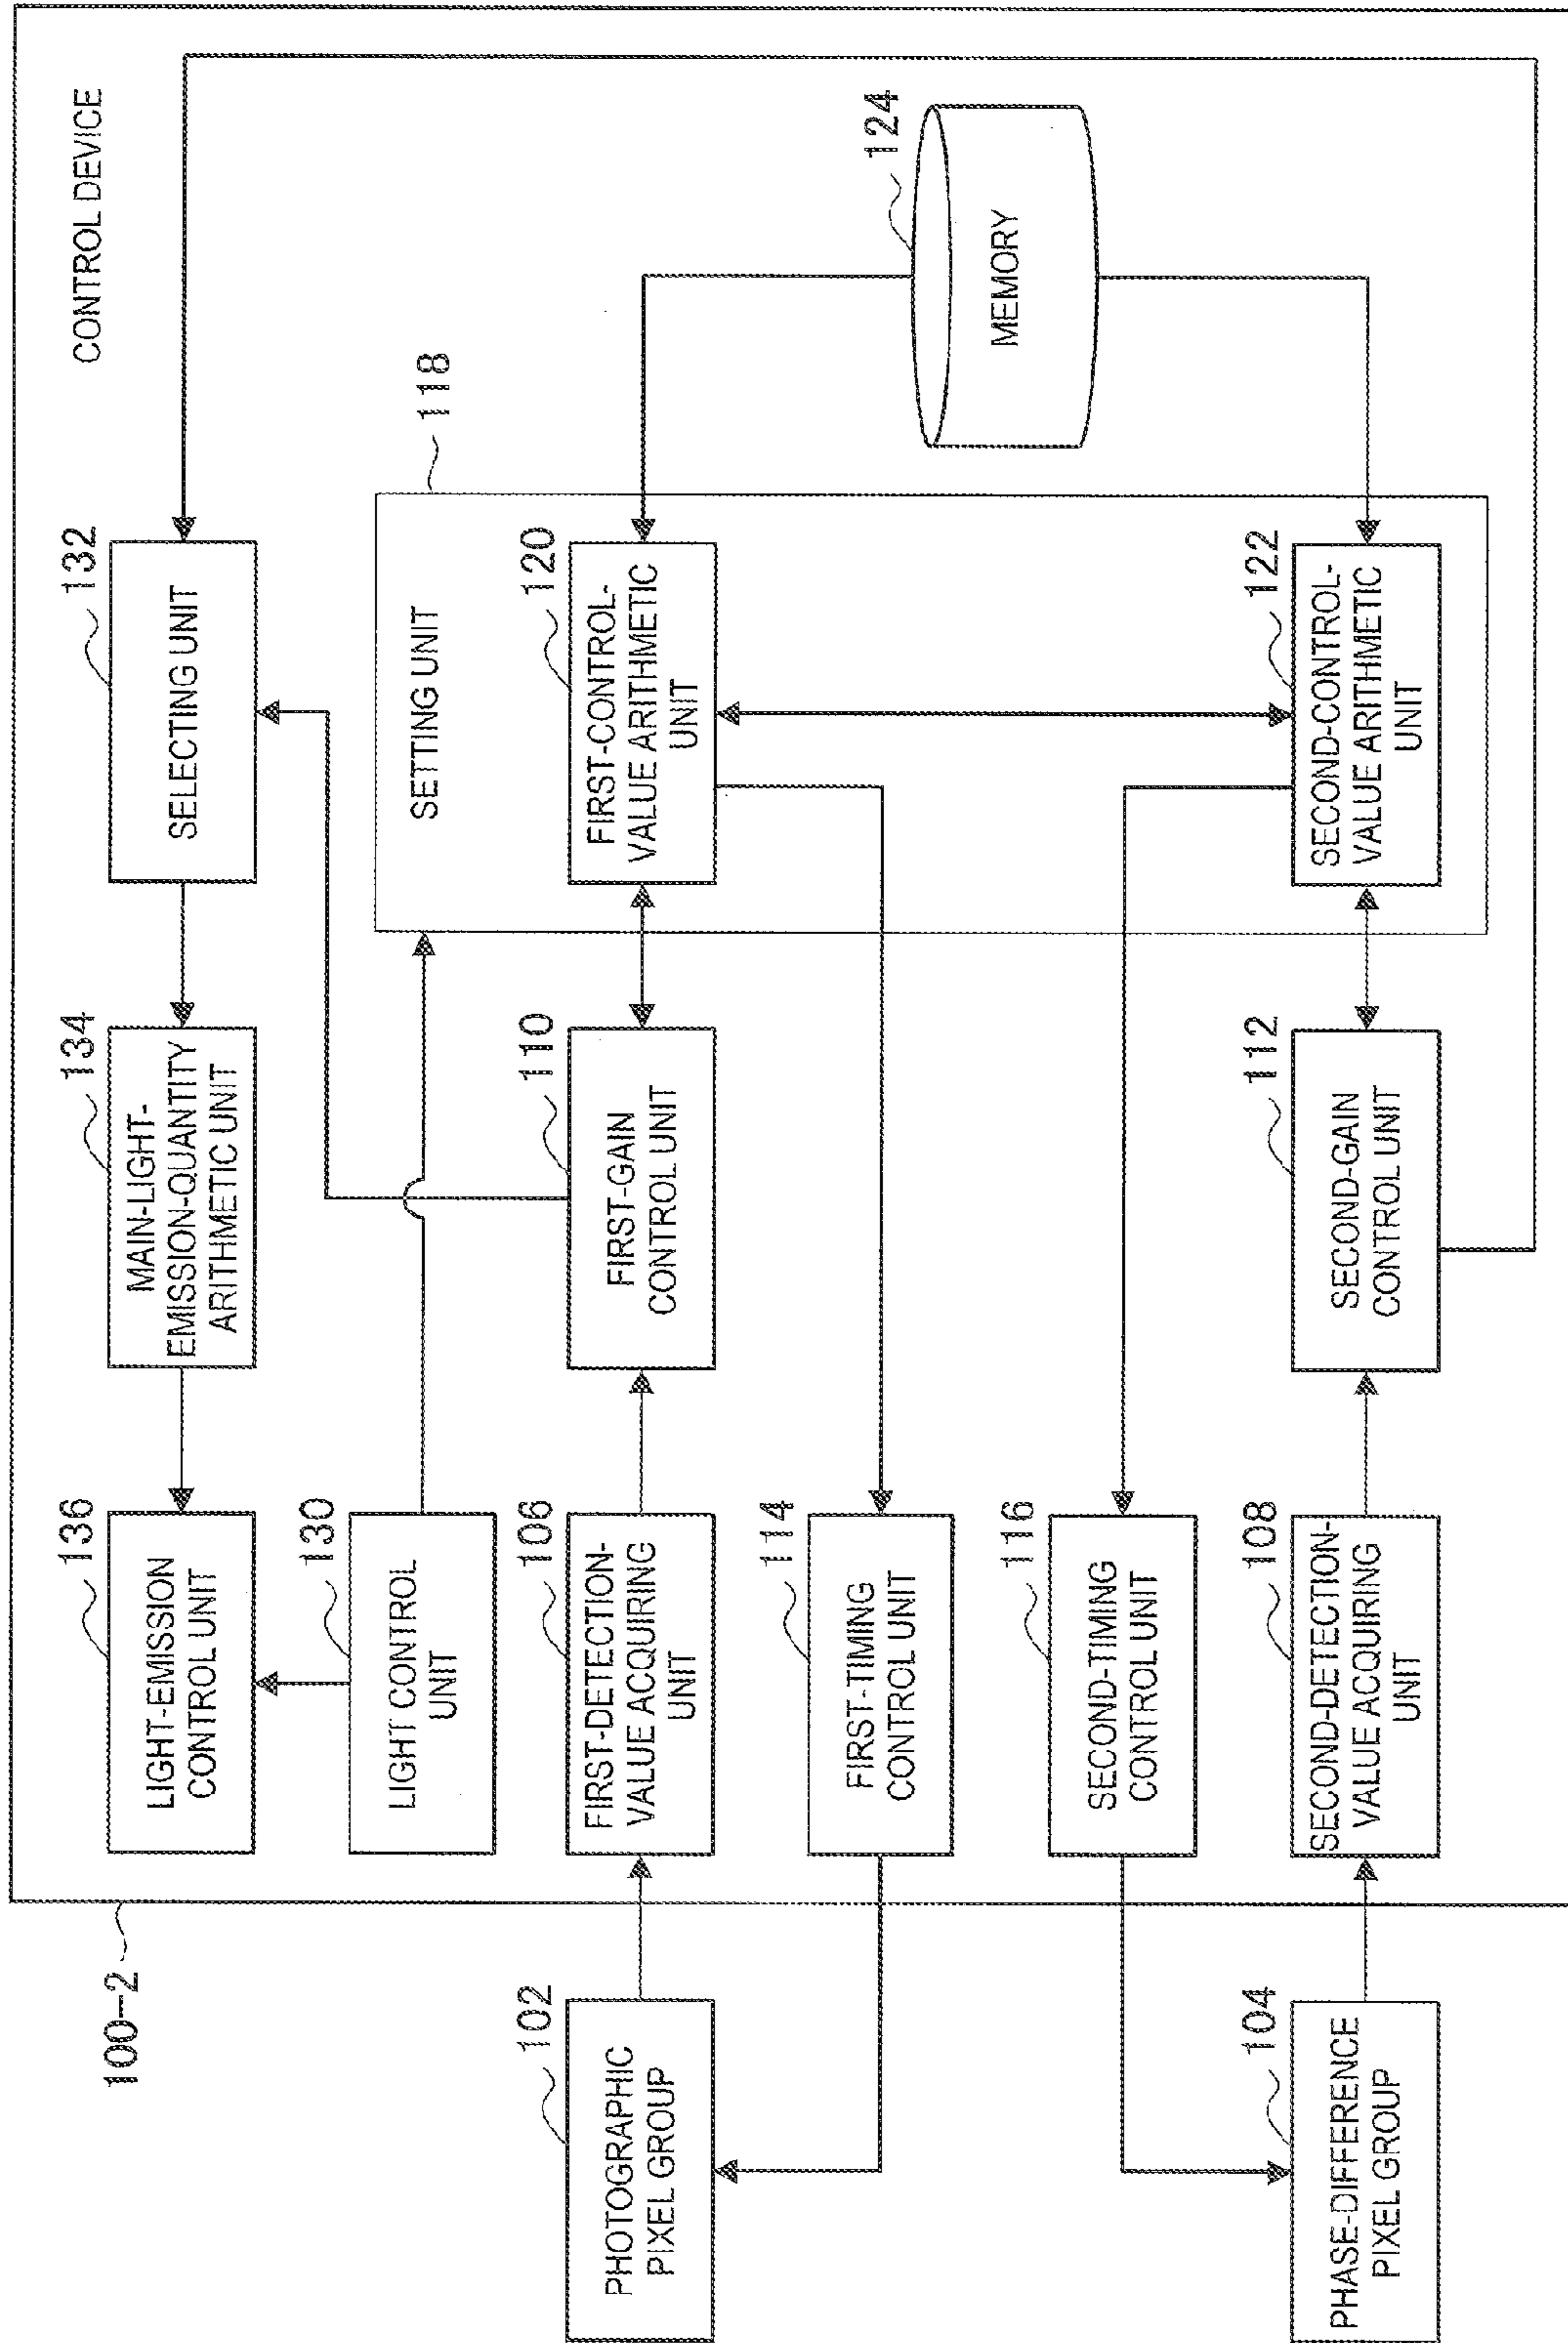 100-2
CONTROL DEVICE
136
LIGHT-EMISSION
CONTROL UNIT
134
MAIN-LIGHT-
EMISSION-QUANTITY
ARITHMETIC UNIT
132
SELECTING UNIT
130
LIGHT CONTROL
UNIT
118
SETTING UNIT
102
PHOTOGRAPHIC
PIXEL GROUP
106
FIRST-DETECTION-
VALUE ACQUIRING
UNIT
110
FIRST-GAIN
CONTROL UNIT
120
FIRST-CONTROL-
VALUE ARITHMETIC
UNIT
114
FIRST-TIMING
CONTROL UNIT
124
MEMORY
116
SECOND-TIMING
CONTROL UNIT
104
PHASE-DIFFERENCE
PIXEL GROUP
108
SECOND-DETECTION-
VALUE ACQUIRING
UNIT
112
SECOND-GAIN
CONTROL UNIT
122
SECOND-CONTROL-
VALUE ARITHMETIC
UNIT